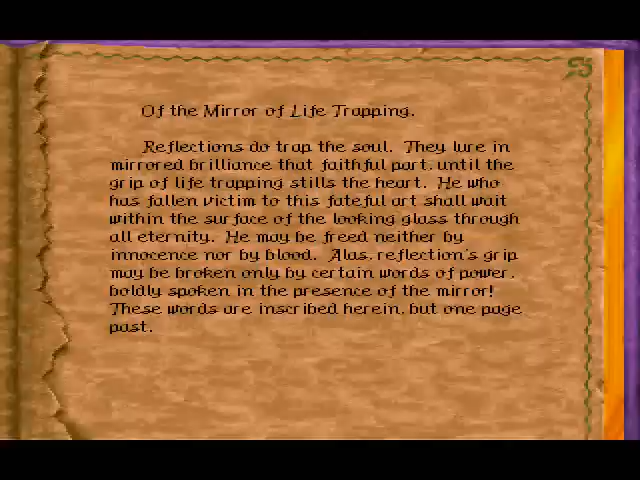 Of the Mirror of Life Trapping.
Reflections do trap the soul. They lure in
mirrored brilliance that faithful part, until the
grip of life trapping stills the heart. He who
has fallen victim to this fateful art shall wait
within the surface of the looking glass through
all eternity. He may be freed neither by
innocence nor by blood. Alas, reflection's grip
may be broken only by certain words of power,
boldly spoken in the presence of the mirror!
These words are inscribed herein, but one page
past.